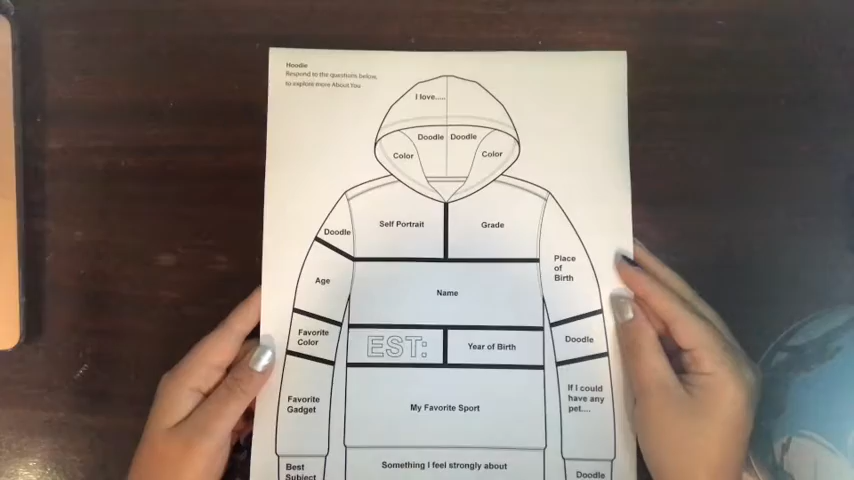 Hoodie
Respond to the questions below,
to explore more About You
I love.....
Doodle
Doodle
Color
Color
Self Portrait
Grade
Doodle
Place
of
Birth
Age
Name
Favorite
Color
EST:
Year of Birth
Doodle
Favorite
Gadget
My Favorite Sport
If I could
have any
pet....
Something I feel strongly about
Best
Subject
Doodle